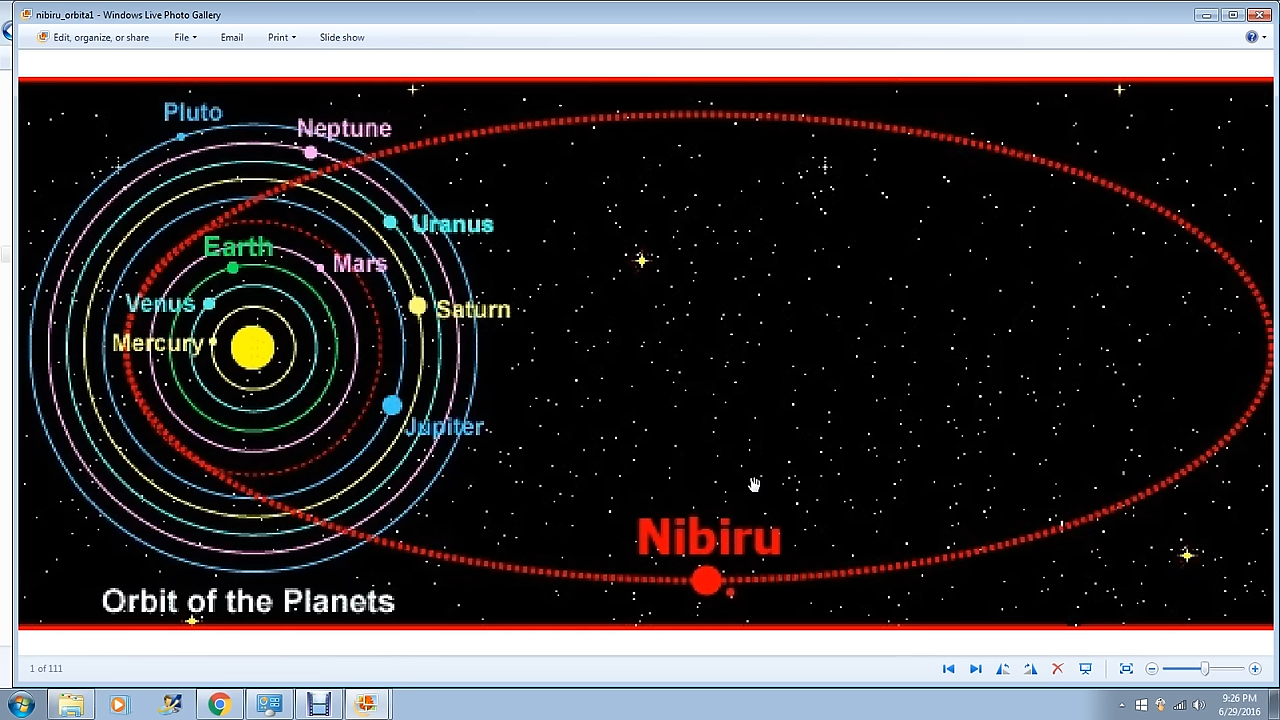 nibiru_orbita1 - Windows Live Photo Gallery
Edit, organize, or share File Email Print Slide show
Pluto
Neptune
Uranus
Earth
Mars
Venus
Saturn
Mercury
Jupiter
Nibiru
Orbit of the Planets
1 of 111
9:26 PM
6/29/2016